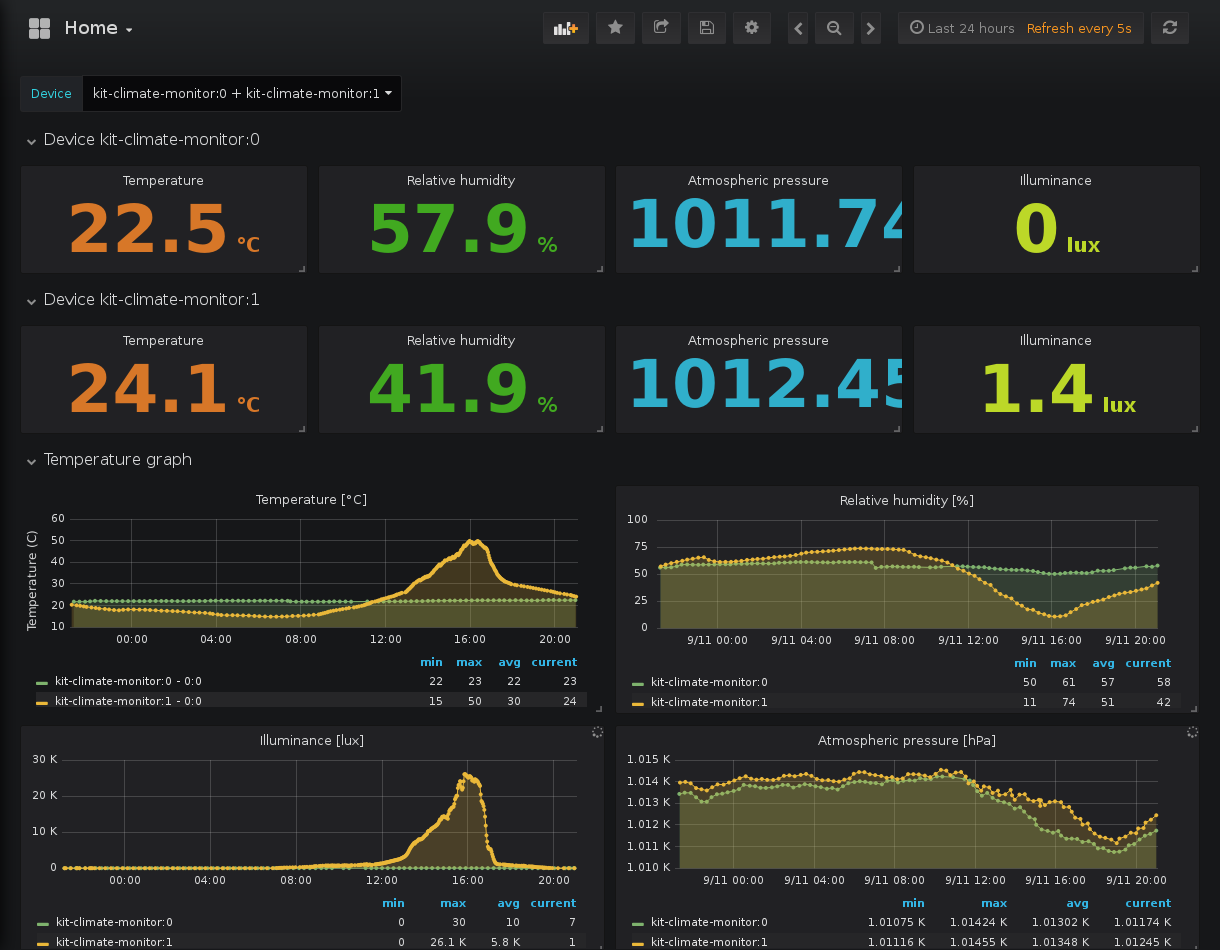 Home
Last 24 hours Refresh every 5s
Device kit-climate-monitor:0 + kit-climate-monitor:1
Device kit-climate-monitor:0
Temperature Relative humidity Atmospheric pressure Illuminance
22.5 °C 57.9 % 1011.74 0 lux
Device kit-climate-monitor:1
Temperature Relative humidity Atmospheric pressure Illuminance
24.1 °C 41.9 % 1012.45 1.4 lux
Temperature graph
Temperature [°C]
Temperature (C)
60
50
40
30
20
10
00:00 04:00 08:00 12:00 16:00 20:00
min max avg current
kit-climate-monitor:0 - 0:0 22 23 22 23
kit-climate-monitor:1 - 0:0 15 50 30 24
Relative humidity [%]
100
75
50
25
0
9/11 00:00 9/11 04:00 9/11 08:00 9/11 12:00 9/11 16:00 9/11 20:00
min max avg current
kit-climate-monitor:0 50 61 57 58
kit-climate-monitor:1 11 74 51 42
Illuminance [lux]
30 K
20 K
10 K
0
00:00 04:00 08:00 12:00 16:00 20:00
min max avg current
kit-climate-monitor:0 0 30 10 7
kit-climate-monitor:1 0 26.1 K 5.8 K 1
Atmospheric pressure [hPa]
1.015 K
1.014 K
1.013 K
1.012 K
1.011 K
1.010 K
9/11 00:00 9/11 04:00 9/11 08:00 9/11 12:00 9/11 16:00 9/11 20:00
min max avg current
kit-climate-monitor:0 1.01075 K 1.01424 K 1.01302 K 1.01174 K
kit-climate-monitor:1 1.01116 K 1.01455 K 1.01348 K 1.01245 K